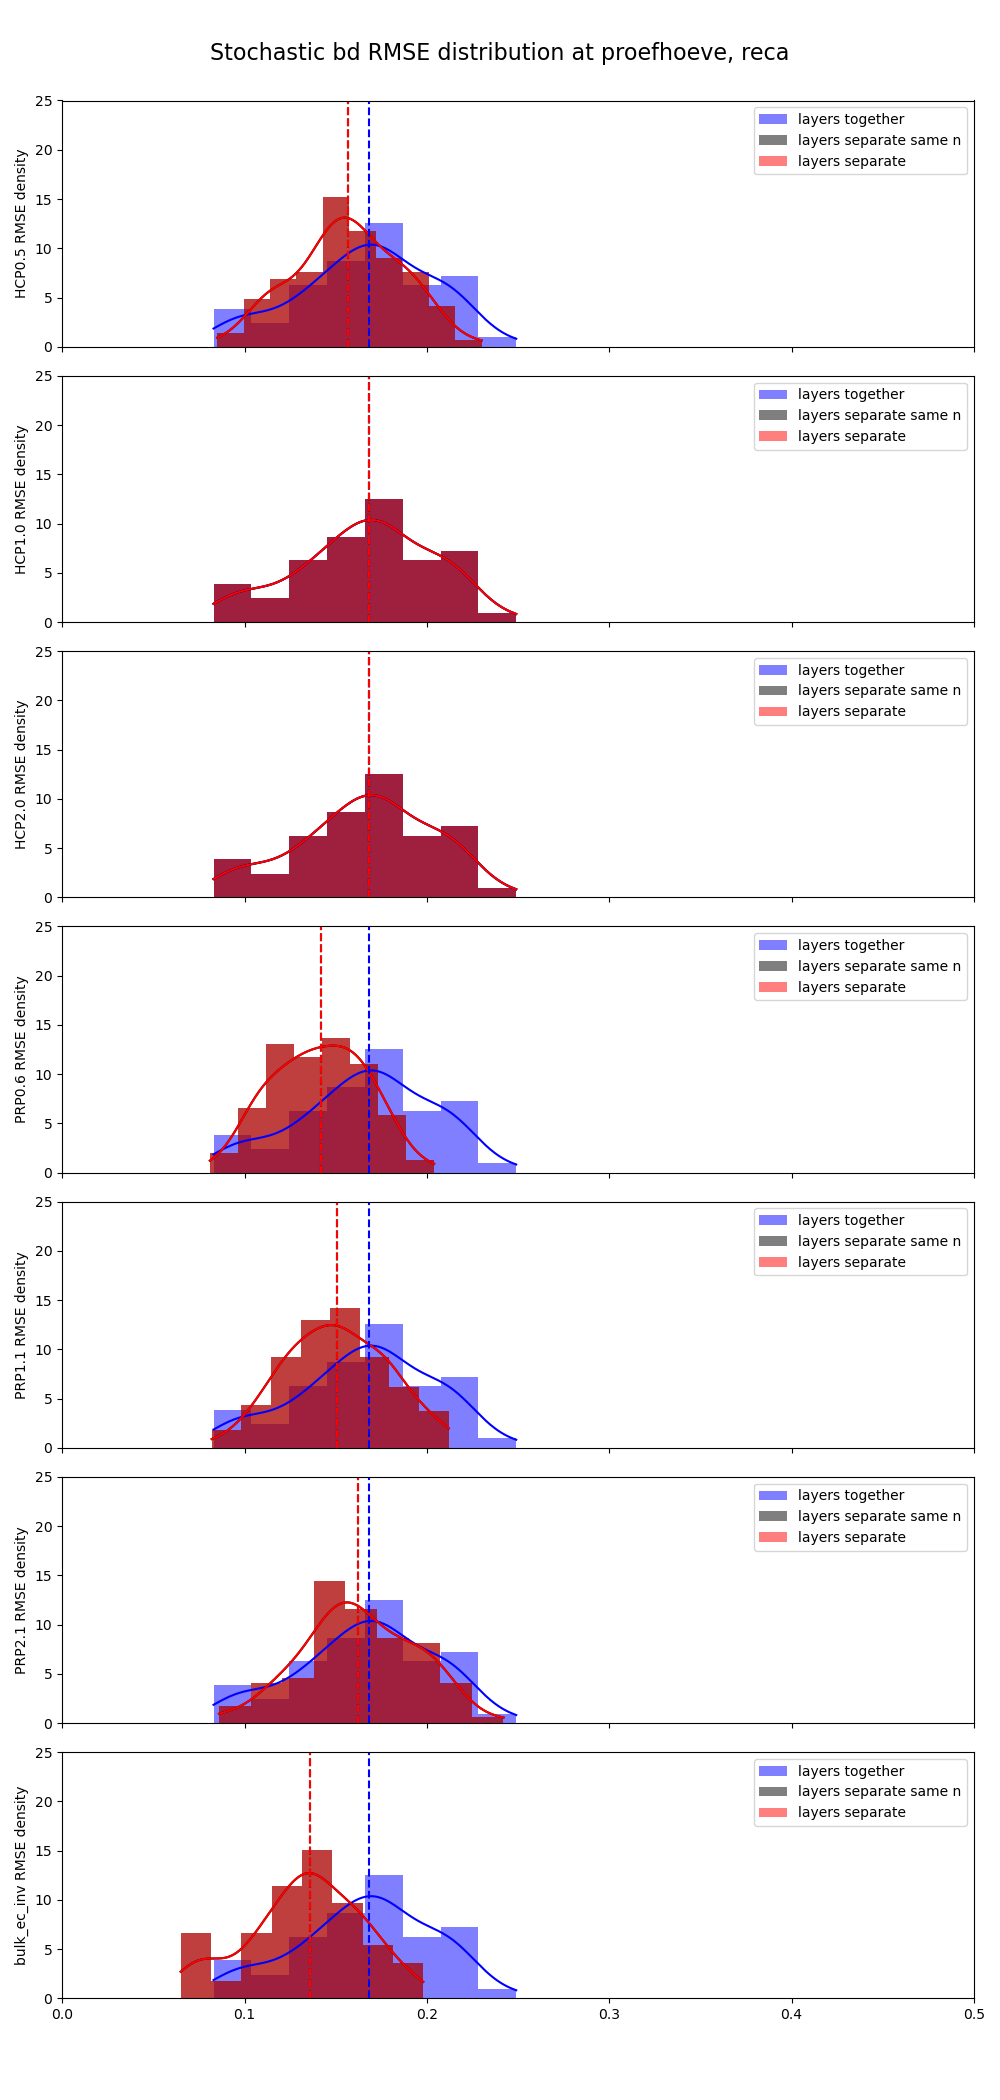 Stochastic bd RMSE distribution at proefhoeve, reca
HCP0.5 RMSE density
25
20
15
10
5
0
layers together
layers separate same n
layers separate
HCP1.0 RMSE density
25
20
15
10
5
0
layers together
layers separate same n
layers separate
HCP2.0 RMSE density
25
20
15
10
5
0
layers together
layers separate same n
layers separate
PRP0.6 RMSE density
25
20
15
10
5
0
layers together
layers separate same n
layers separate
PRP1.1 RMSE density
25
20
15
10
5
0
layers together
layers separate same n
layers separate
PRP2.1 RMSE density
25
20
15
10
5
0
layers together
layers separate same n
layers separate
bulk_ec_inv RMSE density
25
20
15
10
5
0
layers together
layers separate same n
layers separate
0.0 0.1 0.2 0.3 0.4 0.5